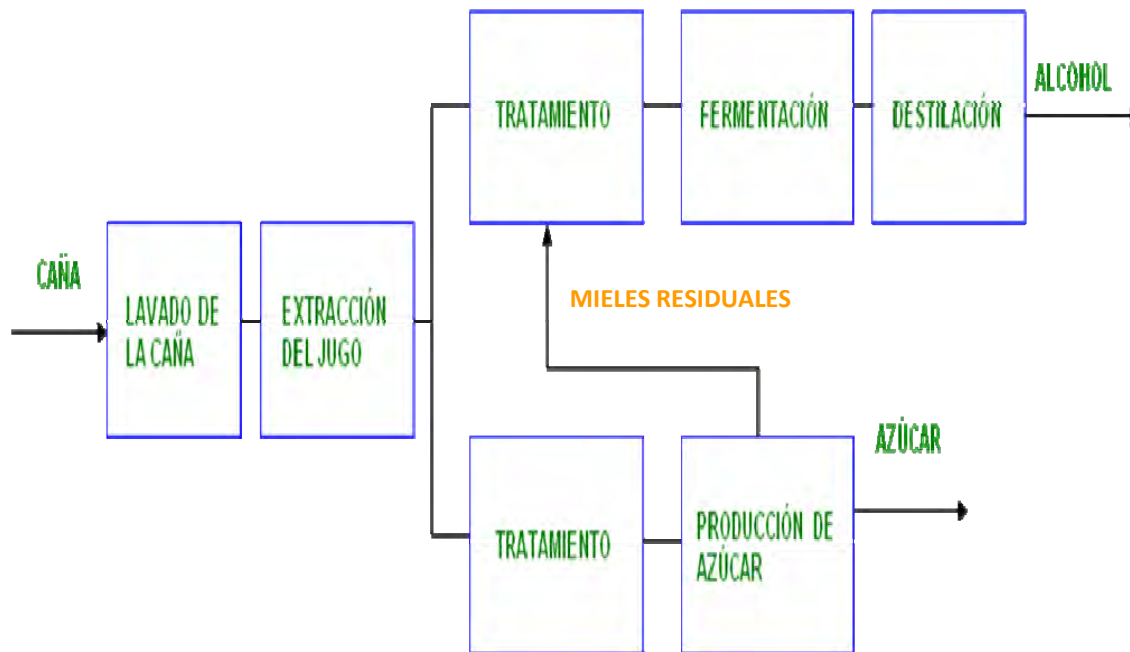 CAÑA
LAVADO DE
LA CAÑA
EXTRACCIÓN
DEL JUGO
TRATAMIENTO
FERMENTACIÓN
DESTILACIÓN
ALCOHOL
MIELES RESIDUALES
TRATAMIENTO
PRODUCCIÓN DE
AZÚCAR
AZÚCAR